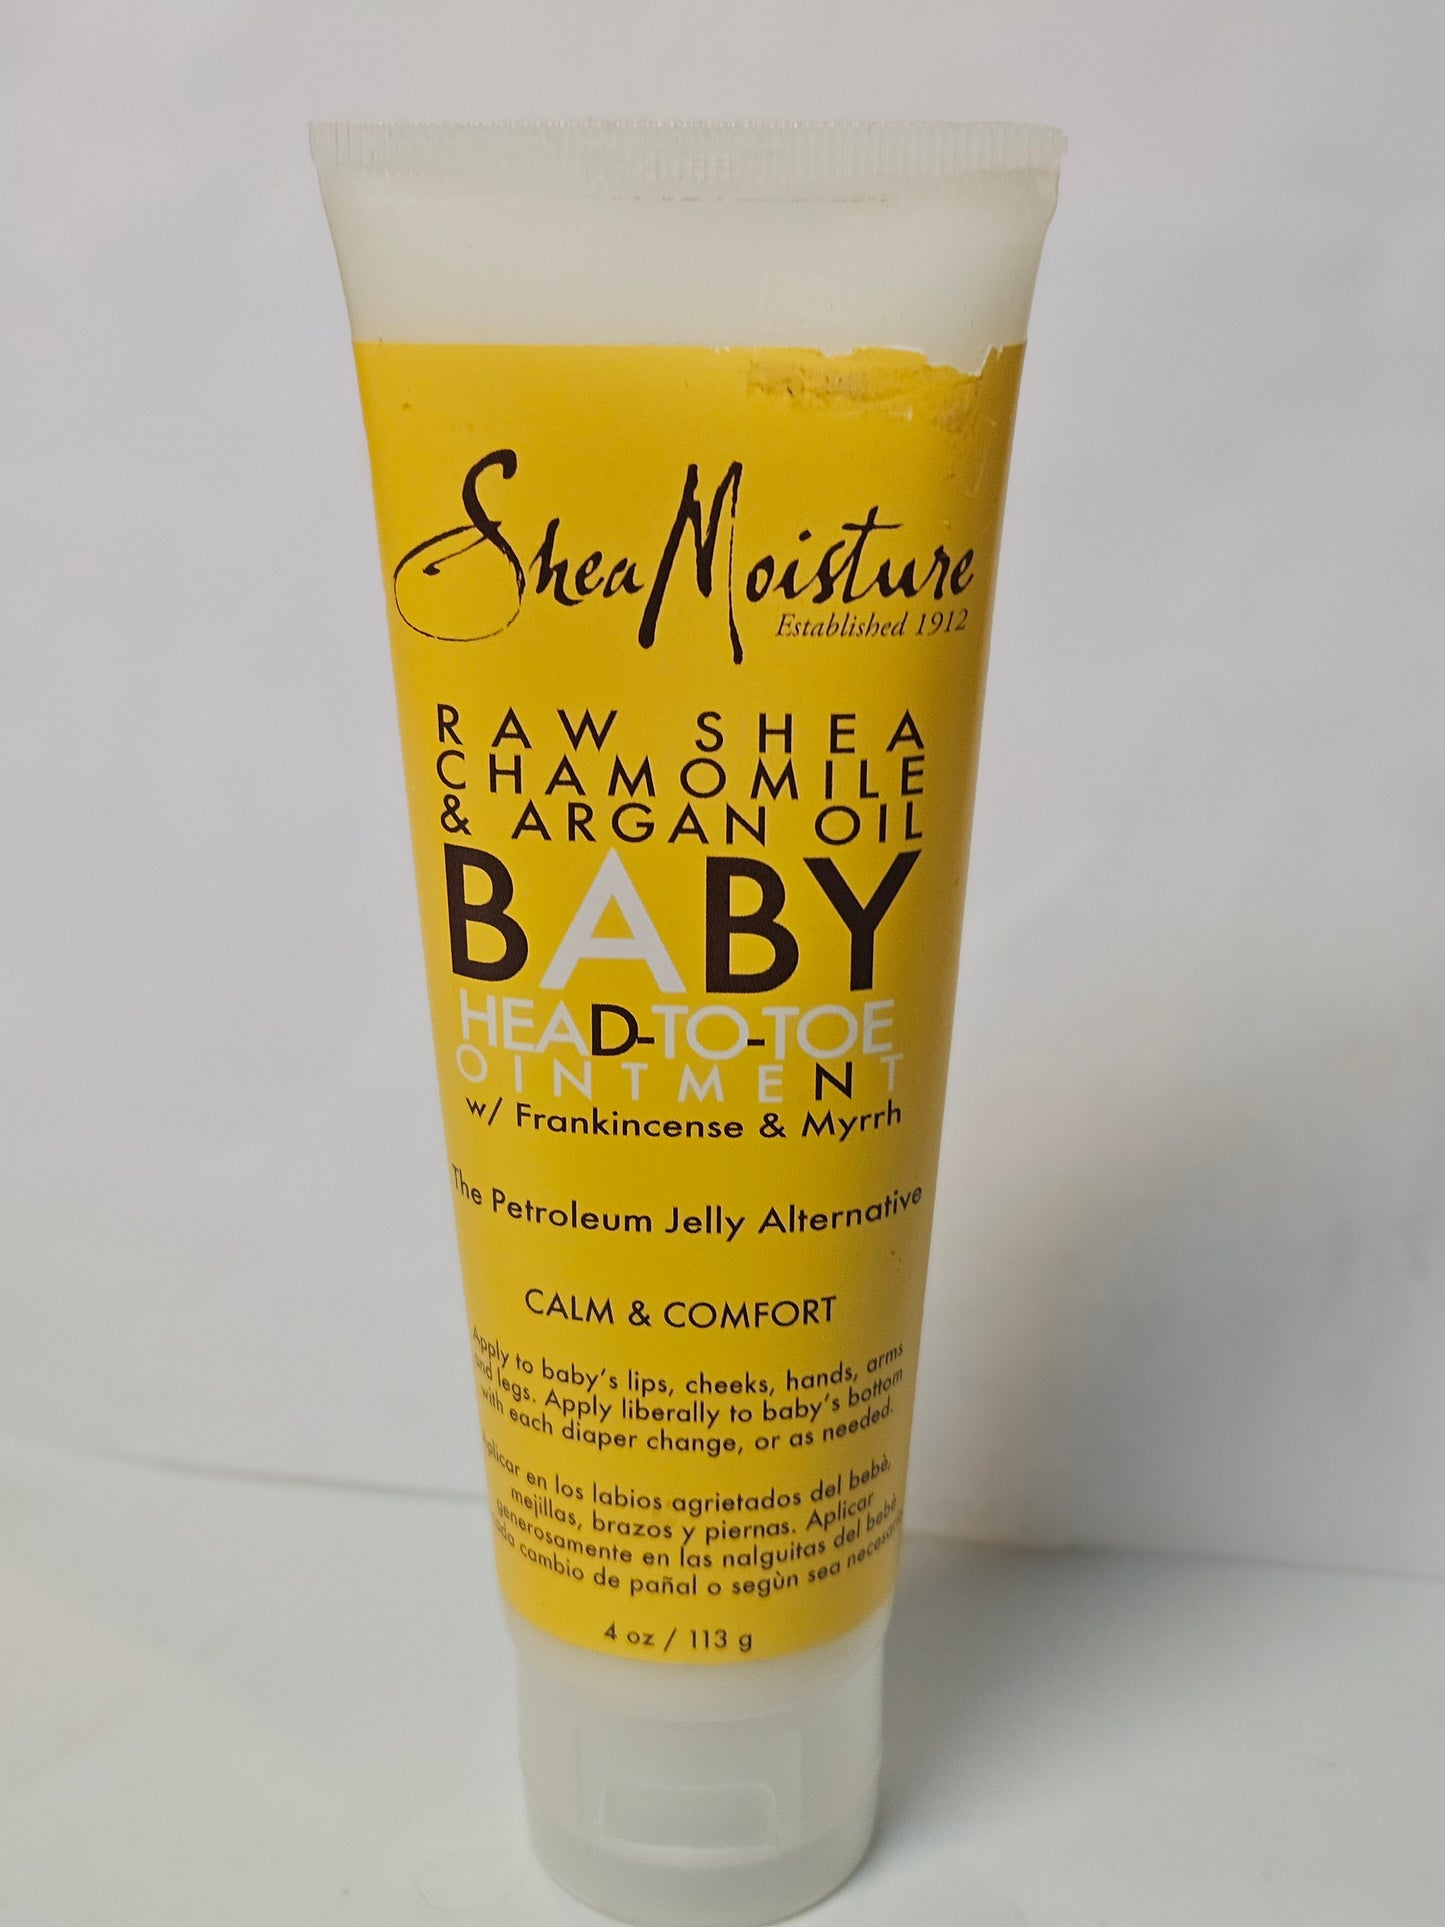 SheaMoisture
Established 1912
RAW SHEA
CHAMOMILE
& ARGAN OIL
BABY
HEAD-TO-TOE
OINTMENT
w/ Frankincense & Myrrh
The Petroleum Jelly Alternative
CALM & COMFORT
Apply to baby's lips, cheeks, hands, arms
and legs. Apply liberally to baby's bottom
with each diaper change, or as needed.
Aplicar en los labios agrietados del bebè,
mejillas, brazos y piernas. Aplicar
generosamente en las nalguitas del bebè
cada cambio de pañal o segùn sea
4 oz / 113 g